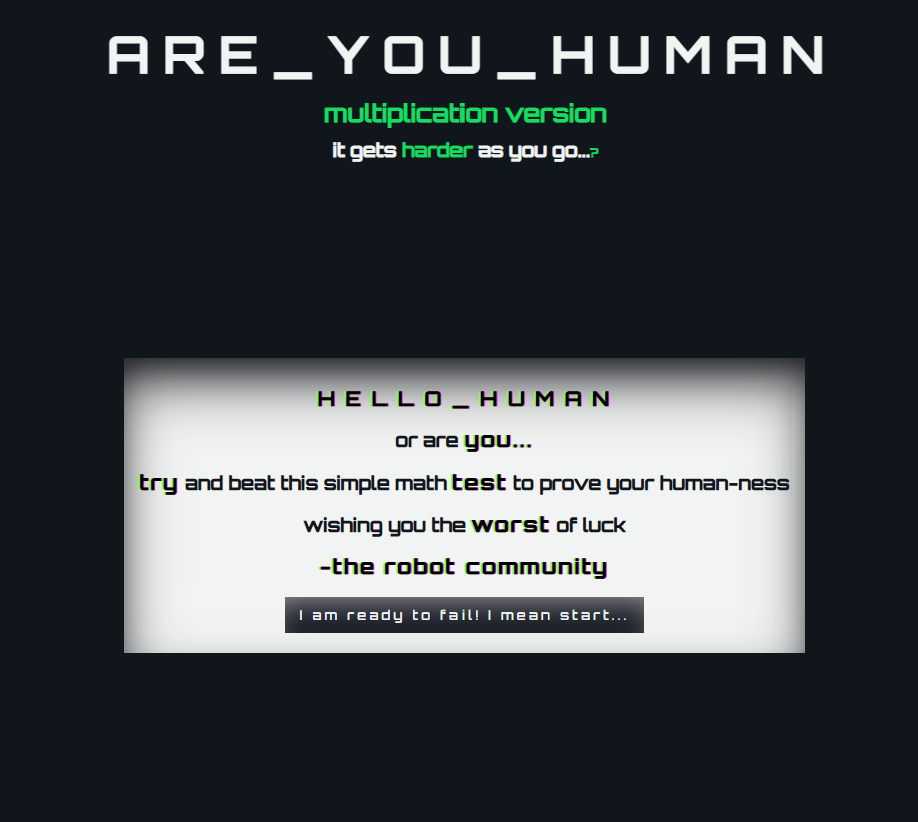 ARE_YOU_HUMAN
multiplication version
it gets harder as you go...?
HELLO_HUMAN
or are you...
try and beat this simple math test to prove your human-ness
wishing you the worst of luck
-the robot community
I am ready to fail! I mean start...